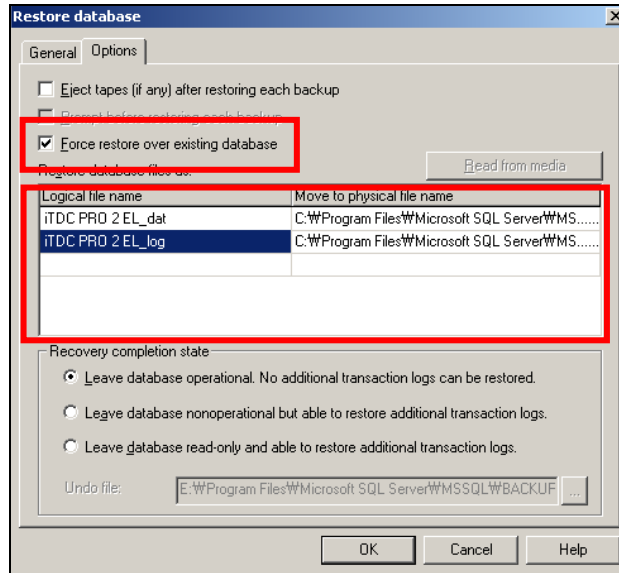 Restore database
General Options
Eject tapes (if any) after restoring each backup
Prompt before restoring each backup
Force restore over existing database
Restore database files as:
Read from media
Logical file name Move to physical file name
iTDC PRO 2 EL_dat C:₩Program Files₩Microsoft SQL Server₩MS......
iTDC PRO 2 EL_log C:₩Program Files₩Microsoft SQL Server₩MS......
Recovery completion state
Leave database operational. No additional transaction logs can be restored.
Leave database nonoperational but able to restore additional transaction logs.
Leave database read-only and able to restore additional transaction logs.
Undo file: E:₩Program Files₩Microsoft SQL Server₩MSSQL₩BACKUF ...
OK Cancel Help